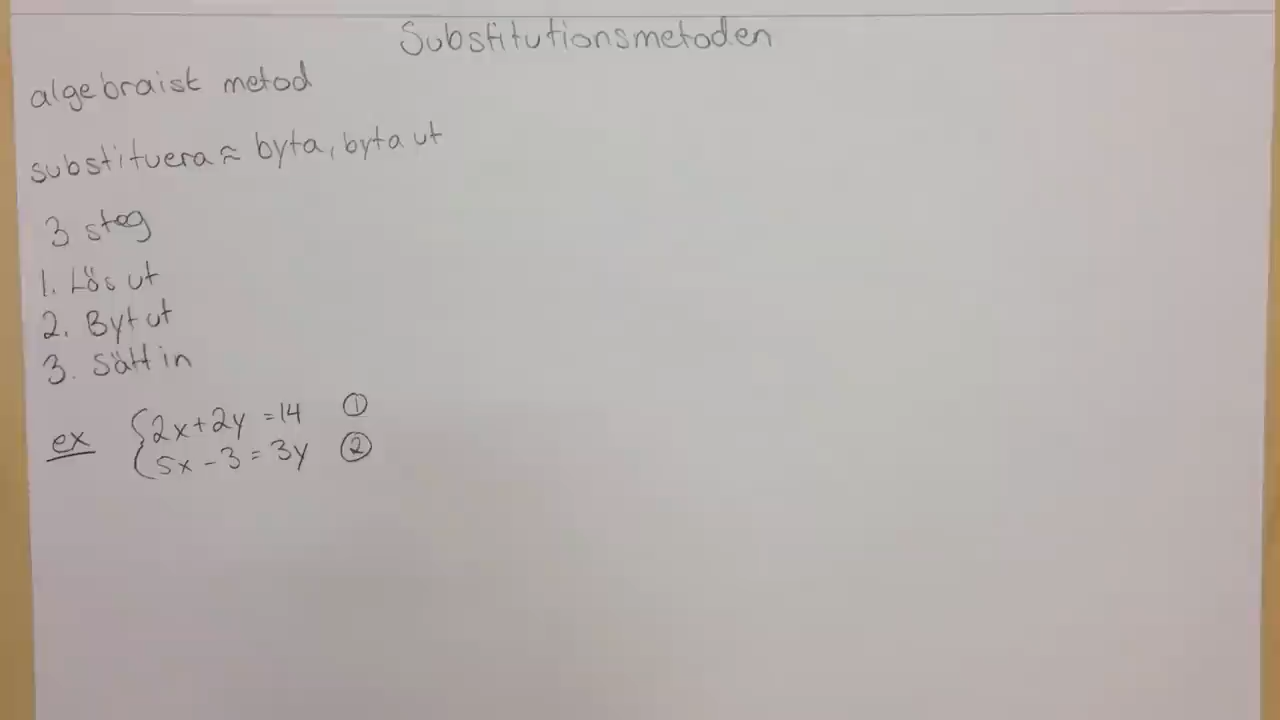 Substitutionsmetoden
algebraisk metod
substituera ≈ byta, byta ut
3 steg
1. Lös ut
2. Byt ut
3. Sätt in
ex { 2x + 2y = 14 ①
5x - 3 = 3y ②